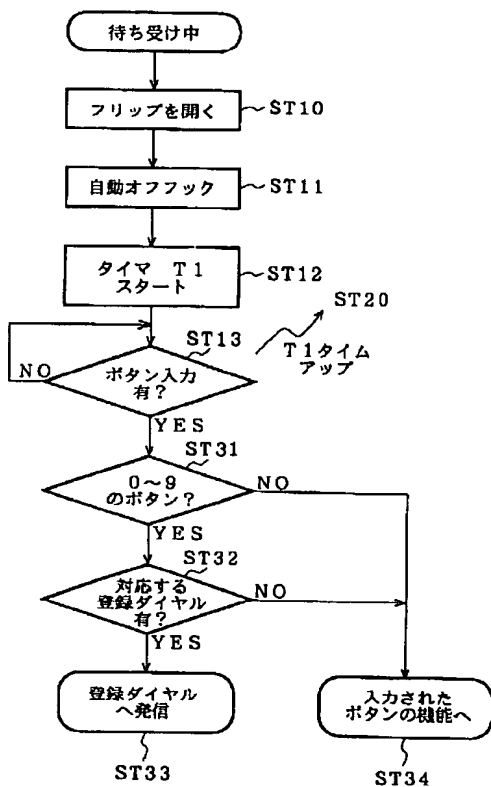 待ち受け中
フリップを開く
ST10
自動オフフック
ST11
タイマ T1
スタート
ST12
ST20
T1タイム
アップ
ST13
ボタン入力
有?
NO
YES
ST31
0~9
のボタン?
NO
YES
ST32
対応する
登録ダイヤル
有?
NO
YES
登録ダイヤル
へ発信
ST33
入力された
ボタンの機能へ
ST34